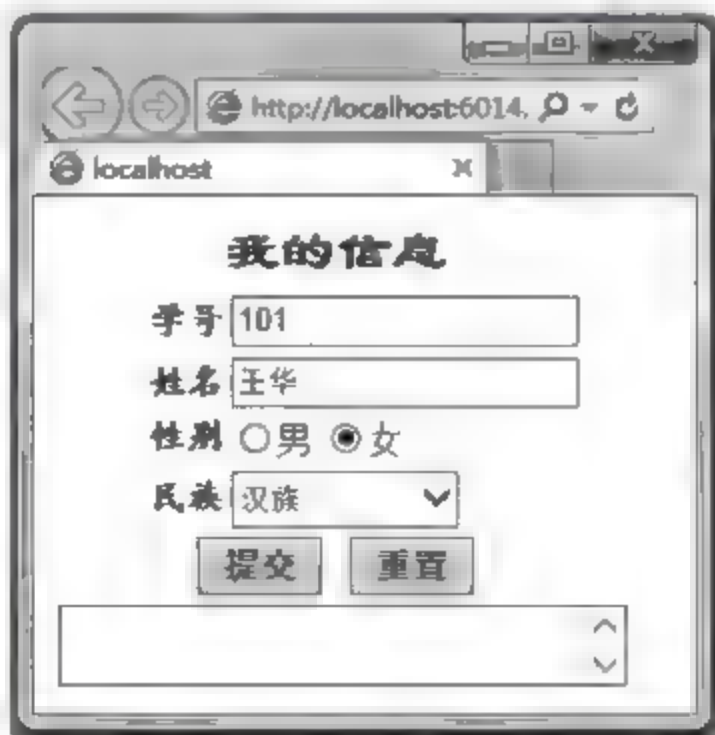 http://localhost:6014.
localhost
我的信息
学号 101
姓名 王华
性别 男 女
民族 汉族
提交 重置